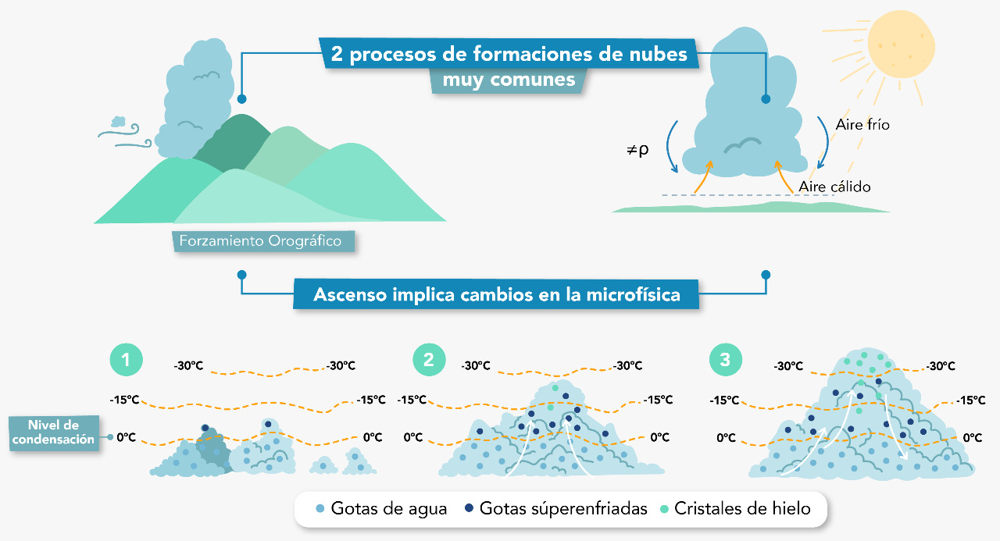 2 procesos de formaciones de nubes
muy comunes
≠ρ
Aire frío
Aire cálido
Forzamiento Orográfico
Ascenso implica cambios en la microfísica
1
-30°C
-30°C
-15°C
-15°C
Nivel de
condensación
0°C
0°C
2
-30°C
-30°C
-15°C
-15°C
0°C
0°C
3
-30°C
-30°C
-15°C
-15°C
0°C
0°C
Gotas de agua
Gotas súperenfriadas
Cristales de hielo